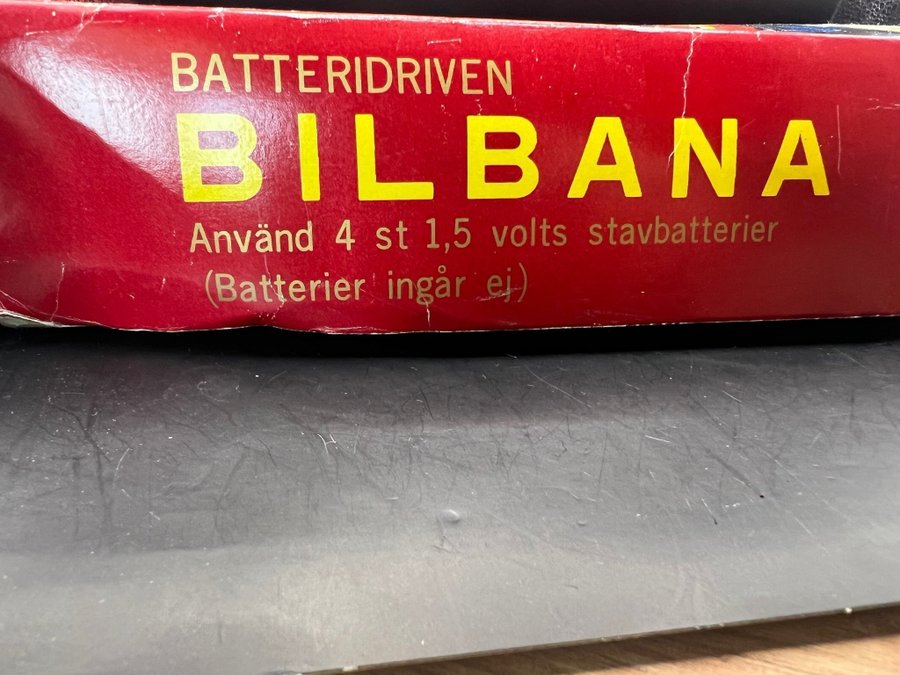 BATTERIDRIVEN
BILBANA
Använd 4 st 1,5 volts stavbatterier
(Batterier ingår ej)